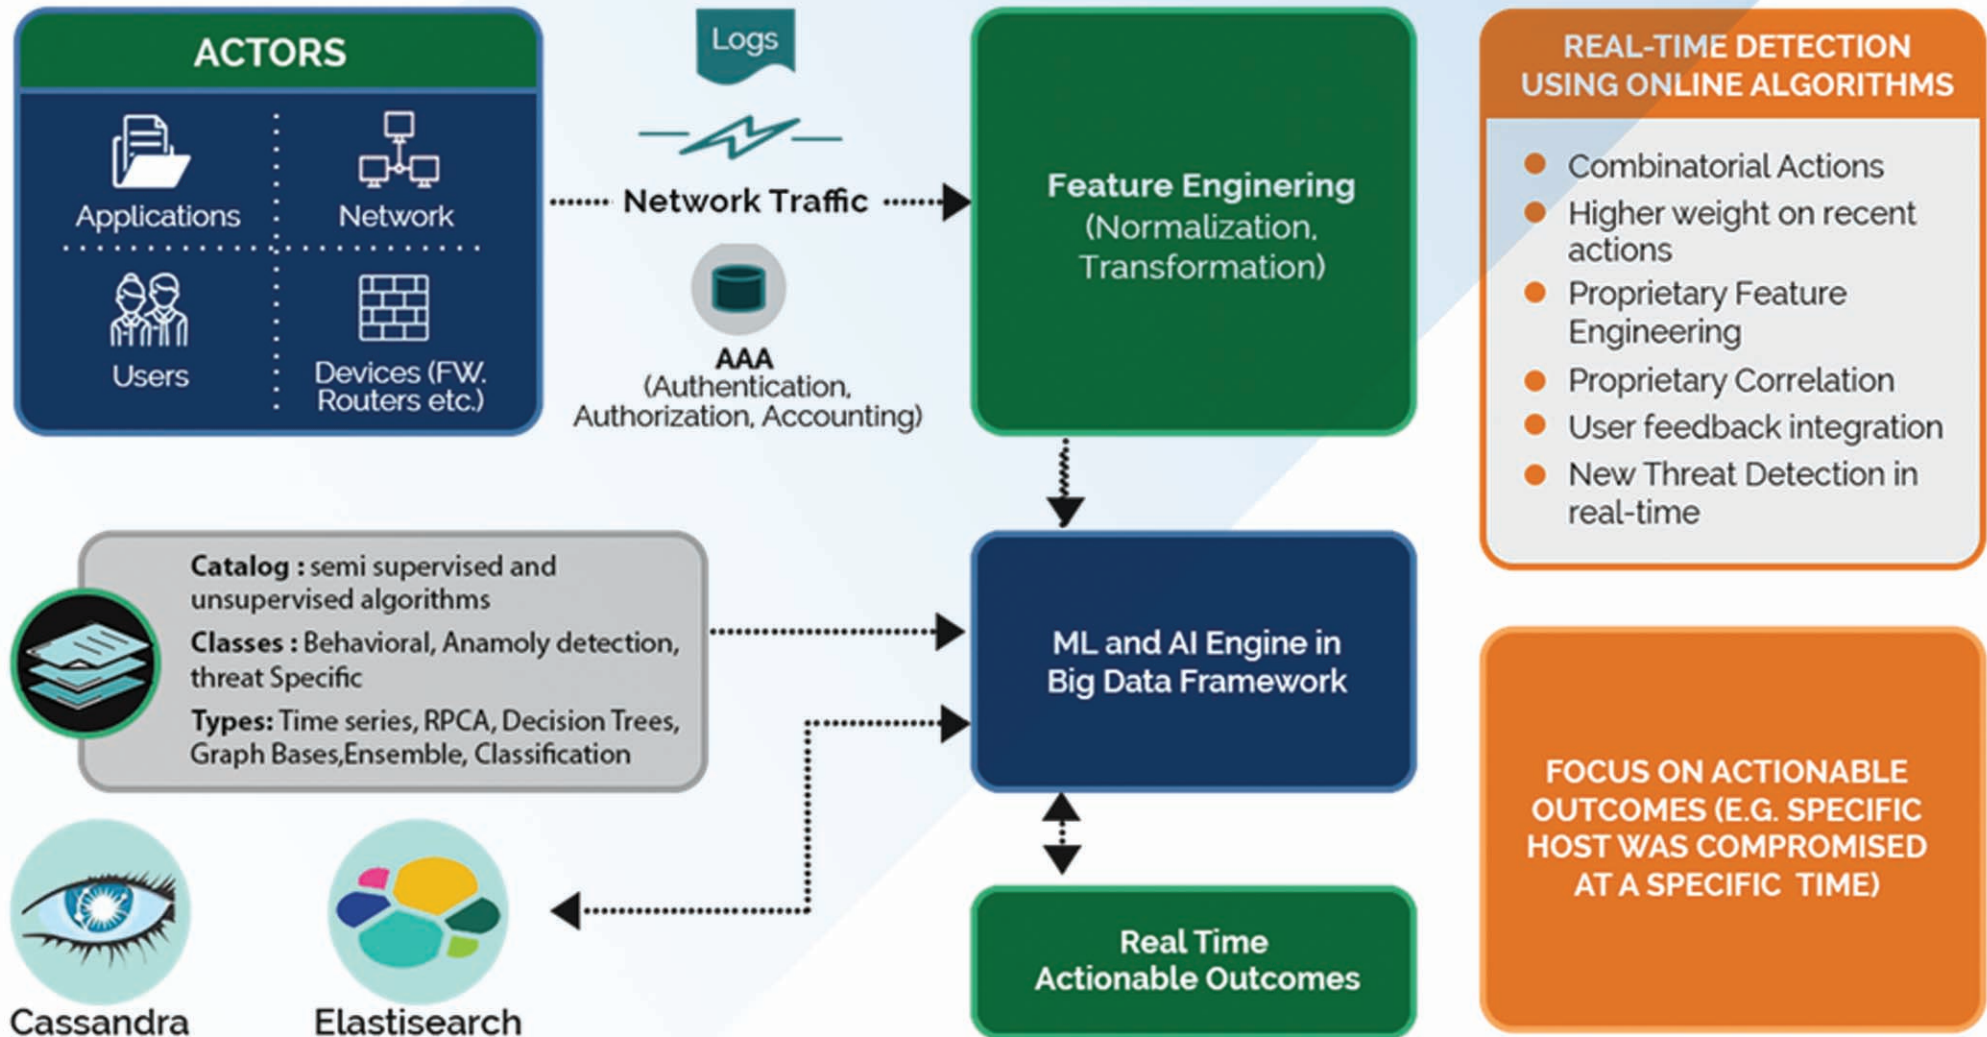 ACTORS
Applications
Network
Users
Devices (FW.
Routers etc.)
Logs
Network Traffic
AAA
(Authentication,
Authorization, Accounting)
Feature Enginering
(Normalization,
Transformation)
REAL-TIME DETECTION
USING ONLINE ALGORITHMS
Combinatorial Actions
Higher weight on recent
actions
Proprietary Feature
Engineering
Proprietary Correlation
User feedback integration
New Threat Detection in
real-time
Catalog : semi supervised and
unsupervised algorithms
Classes : Behavioral, Anamoly detection,
threat Specific
Types: Time series, RPCA, Decision Trees,
Graph Bases,Ensemble, Classification
ML and AI Engine in
Big Data Framework
Cassandra
Elastisearch
Real Time
Actionable Outcomes
FOCUS ON ACTIONABLE
OUTCOMES (E.G. SPECIFIC
HOST WAS COMPROMISED
AT A SPECIFIC TIME)